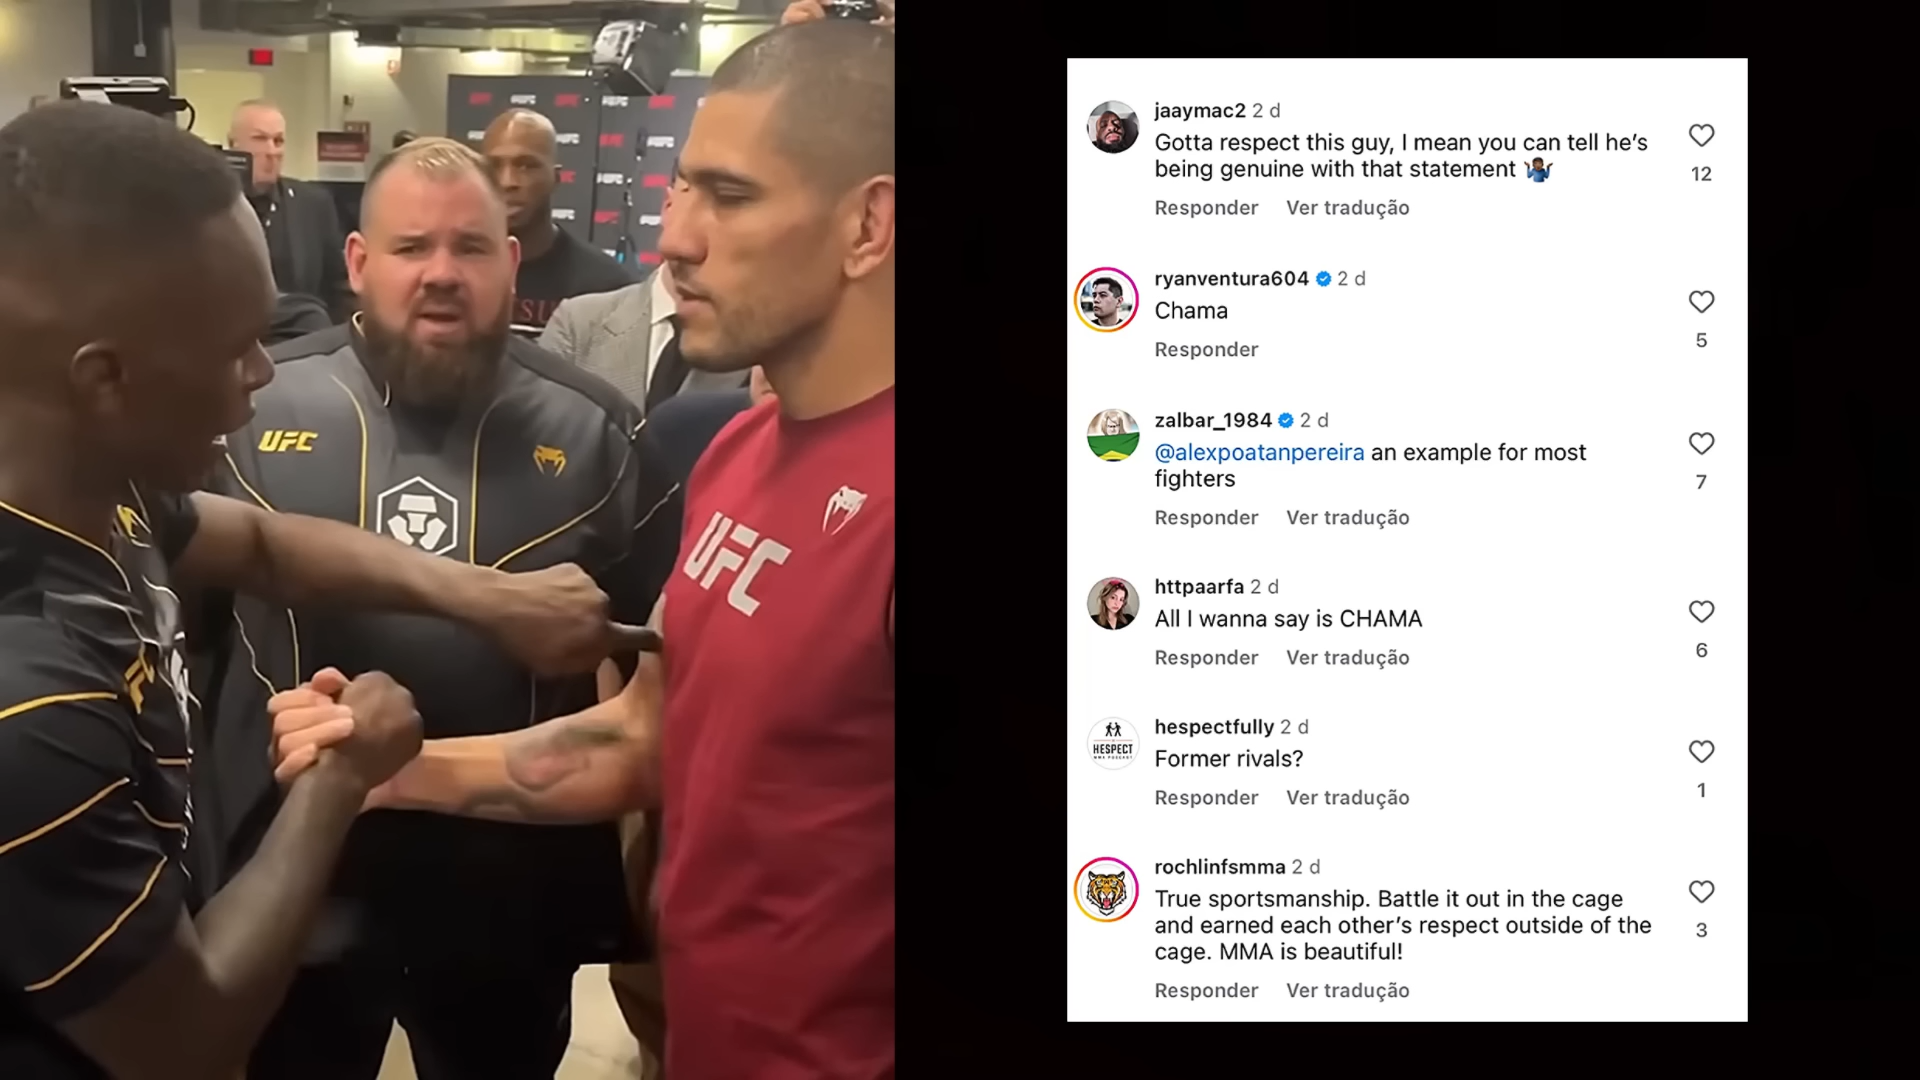 UFC
UFC
jaaymac2 2 d
Gotta respect this guy, I mean you can tell he's
being genuine with that statement 🤷🏾‍♂️
12
Responder Ver tradução
ryanventura604 2 d
Chama
5
Responder
zalbar_1984 2 d
@alexpoatanpereira an example for most
fighters
7
Responder Ver tradução
httpaarfa 2 d
All I wanna say is CHAMA
6
Responder Ver tradução
HESPECT
hespectfully 2 d
Former rivals?
1
Responder Ver tradução
rochlinfsmma 2 d
True sportsmanship. Battle it out in the cage
and earned each other's respect outside of the
cage. MMA is beautiful!
3
Responder Ver tradução